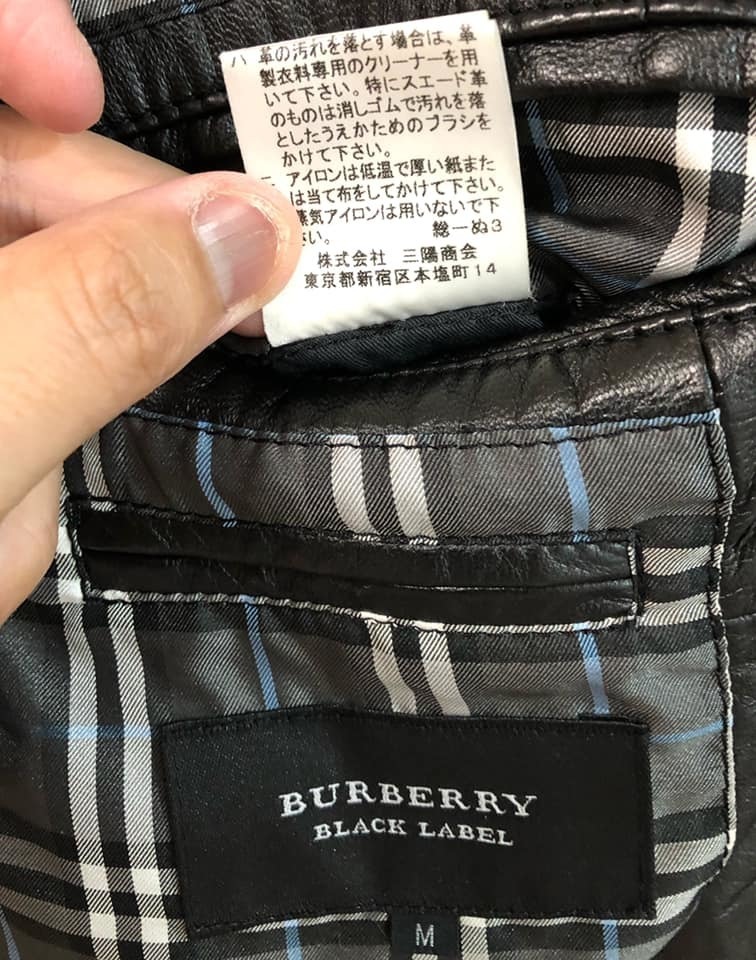 ハ 革の汚れを落とす場合は、革
製衣料専用のクリーナーを用
いて下さい。特にスエード革
のものは消しゴムで汚れを落
としたうえかためのブラシを
かけて下さい。
ニ アイロンは低温で厚い紙また
は当て布をしてかけて下さい。
蒸気アイロンは用いないで下
さい。 総一ぬ3
株式会社 三陽商会
東京都新宿区本塩町14
BURBERRY
BLACK LABEL
M